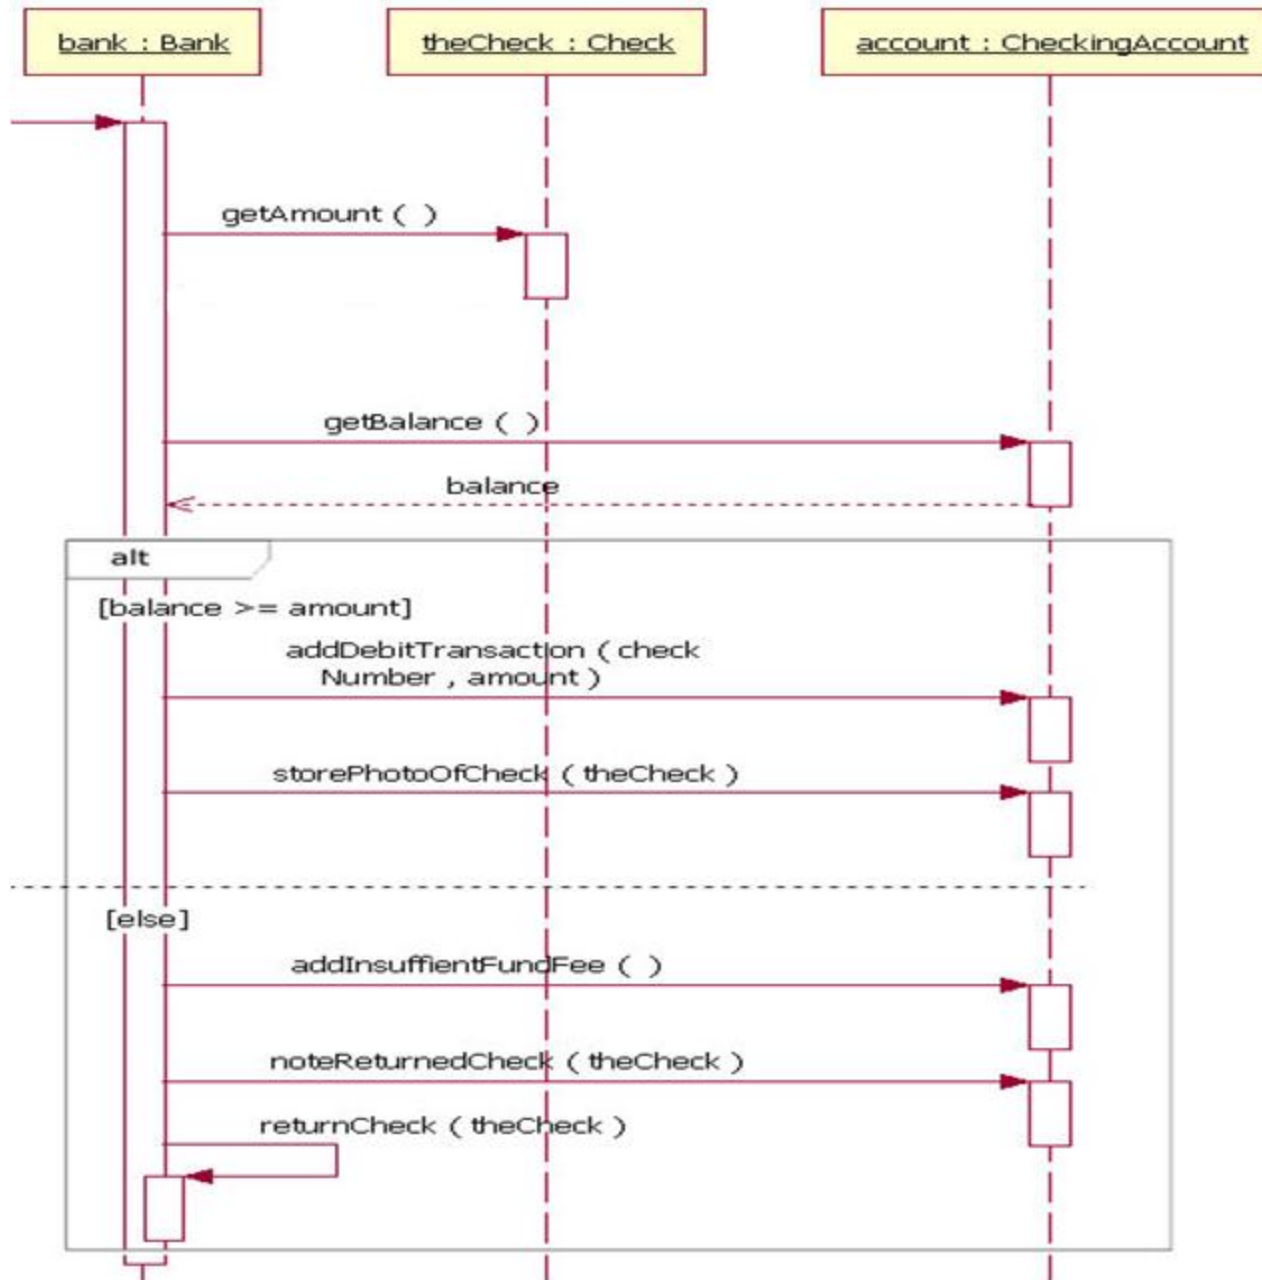 bank : Bank
theCheck : Check
account : CheckingAccount
getAmount ( )
getBalance ( )
balance
alt
[balance >= amount]
addDebitTransaction ( check
Number , amount )
storePhotoOfCheck ( theCheck )
[else]
addInsuffientFundFee ( )
noteReturnedCheck ( theCheck )
returnCheck ( theCheck )